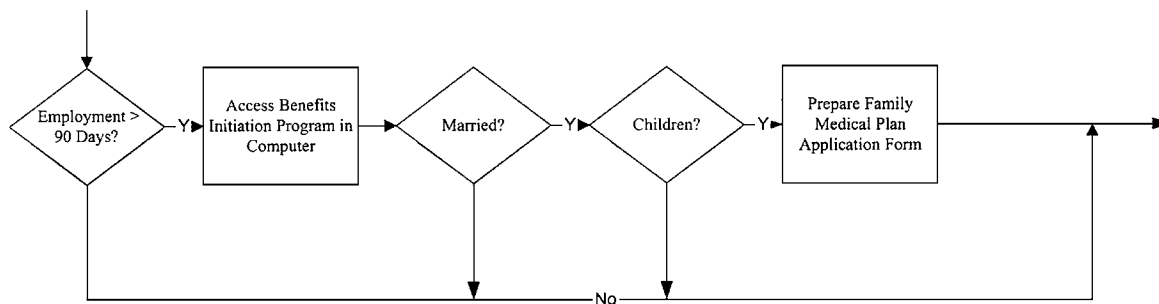 Employment >
90 Days?
Y
Access Benefits
Initiation Program in
Computer
Married?
Y
Children?
Y
Prepare Family
Medical Plan
Application Form
No